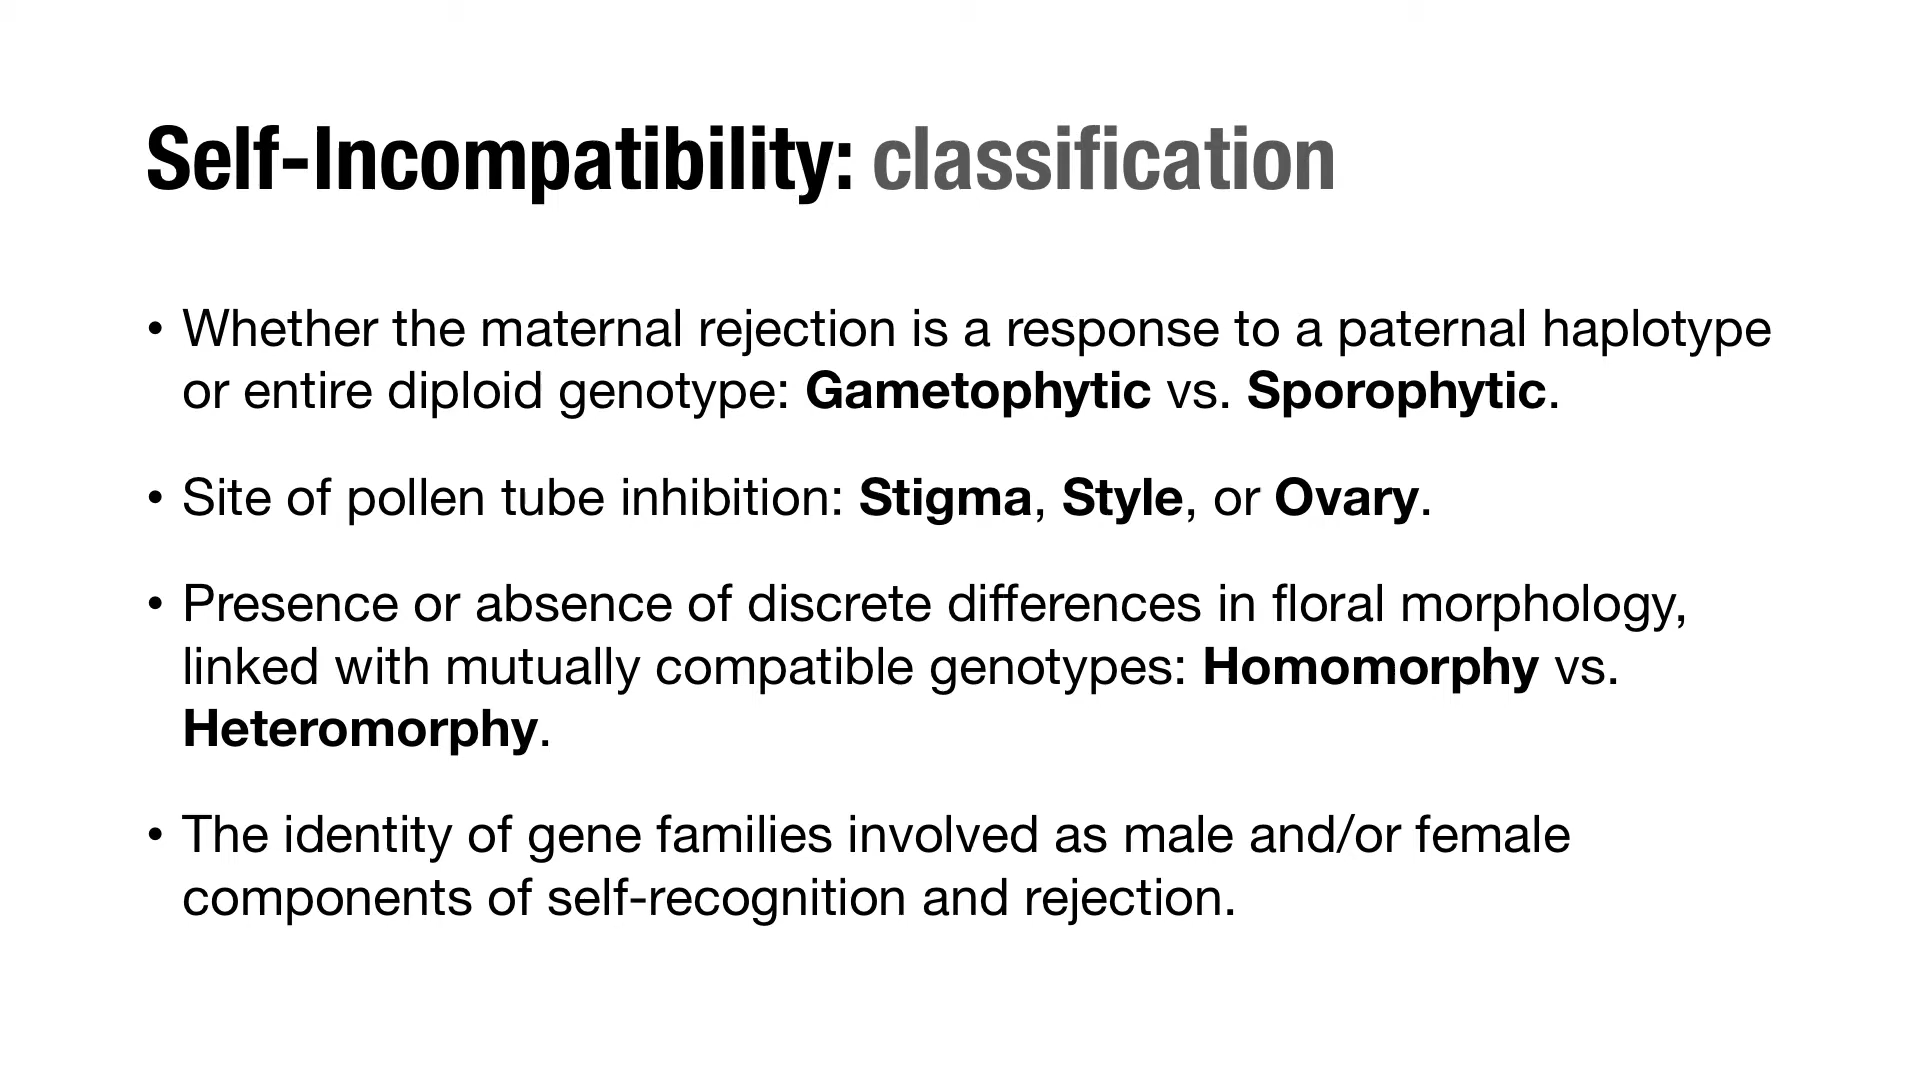 Self-Incompatibility: classification
• Whether the maternal rejection is a response to a paternal haplotype
or entire diploid genotype: Gametophytic vs. Sporophytic.
• Site of pollen tube inhibition: Stigma, Style, or Ovary.
• Presence or absence of discrete differences in floral morphology,
linked with mutually compatible genotypes: Homomorphy vs.
Heteromorphy.
• The identity of gene families involved as male and/or female
components of self-recognition and rejection.